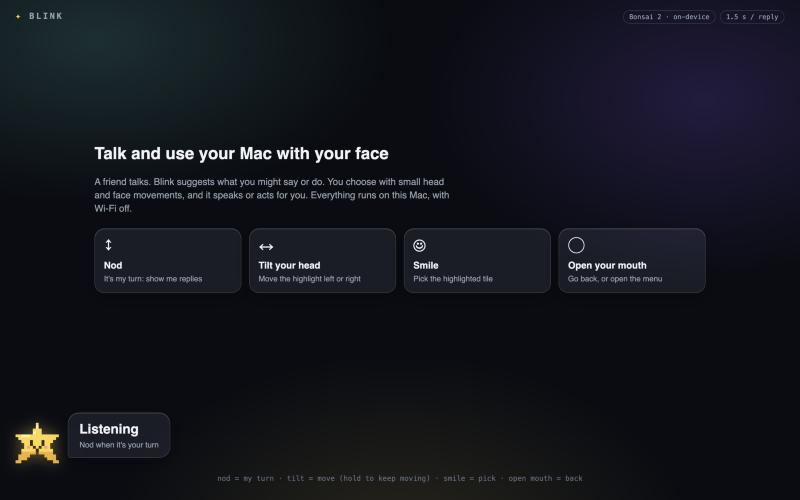 BLINK
Bonsai 2 · on-device
1.5 s / reply
Talk and use your Mac with your face
A friend talks. Blink suggests what you might say or do. You choose with small head
and face movements, and it speaks or acts for you. Everything runs on this Mac, with
Wi-Fi off.
Nod
It's my turn: show me replies
Tilt your head
Move the highlight left or right
Smile
Pick the highlighted tile
Open your mouth
Go back, or open the menu
Listening
Nod when it's your turn
nod = my turn · tilt = move (hold to keep moving) · smile = pick · open mouth = back